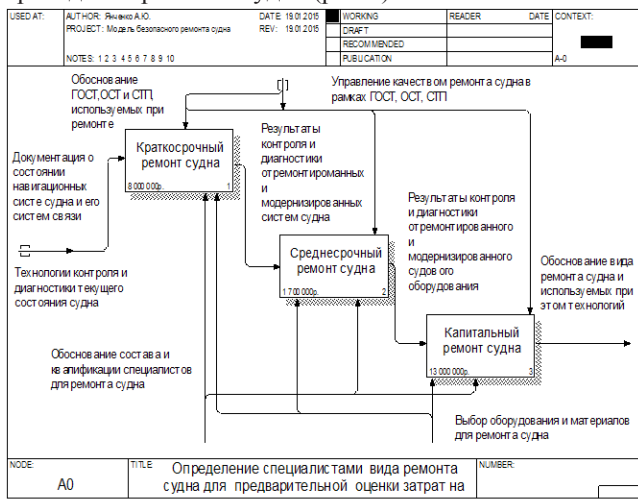 USED AT:
AUTHOR: Янченко А.Ю.
DATE: 19.01.2015
WORKING
READER
DATE
CONTEXT:
PROJECT: Модель безопасного ремонта судна
REV: 19.01.2015
DRAFT
RECOMMENDED
NOTES: 1 2 3 4 5 6 7 8 9 10
PUBLICATION
A-0
Обоснование
ГОСТ,ОСТ и СТП,
используемых при
ремонте
Управление качеством ремонта судна в
рамках ГОСТ, ОСТ, СТП
Документация о
состоянии
навигационных
систе судна и его
систем связи
Краткосрочный
ремонт судна
8 000 000р.
1
Результаты
контроля и
диагностики
отремонтироманных
и
модернизированных
систем судна
Результаты контроля
и диагностики
отремонтированного
и
модернизированного
судов ого
оборудования
Среднесрочный
ремонт судна
1 700 000р.
2
Технологии контроля и
диагностики текущего
состояния судна
Обоснование вида
ремонта судна и
используемых при
этом технологий
Капитальный
ремонт судна
13 000 000р.
3
Обоснование состава и
квалификации специалистов
для ремонта судна
Выбор оборудования и материалов
для ремонта судна
NODE:
A0
TITLE:
Определение специалистами вида ремонта
судна для предварительной оценки затрат на
NUMBER: